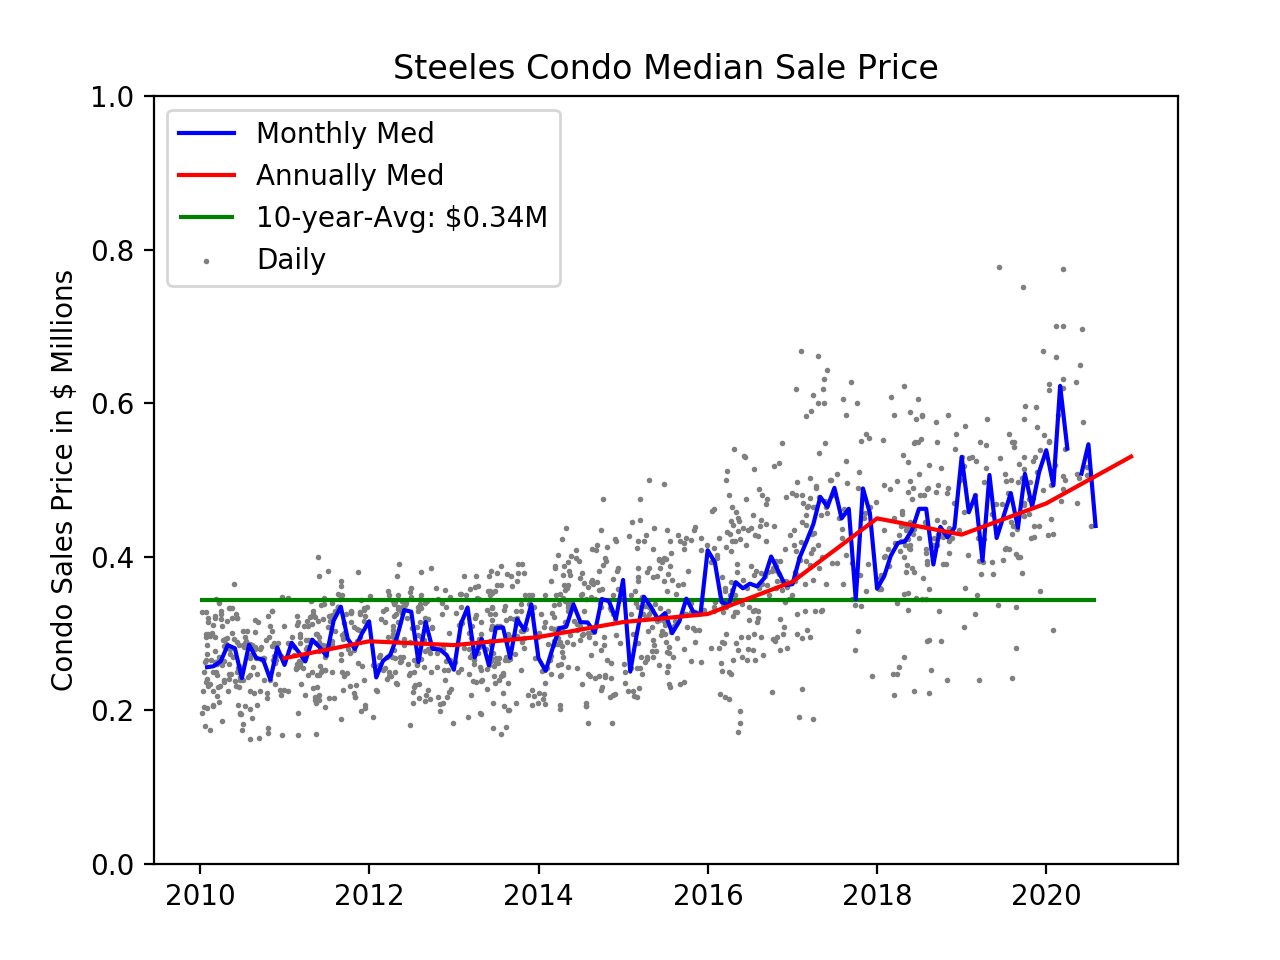 Steeles Condo Median Sale Price
Condo Sales Price in $ Millions
1.0
0.8
0.6
0.4
0.2
0.0
Monthly Med
Annually Med
10-year-Avg: $0.34M
Daily
2010 2012 2014 2016 2018 2020